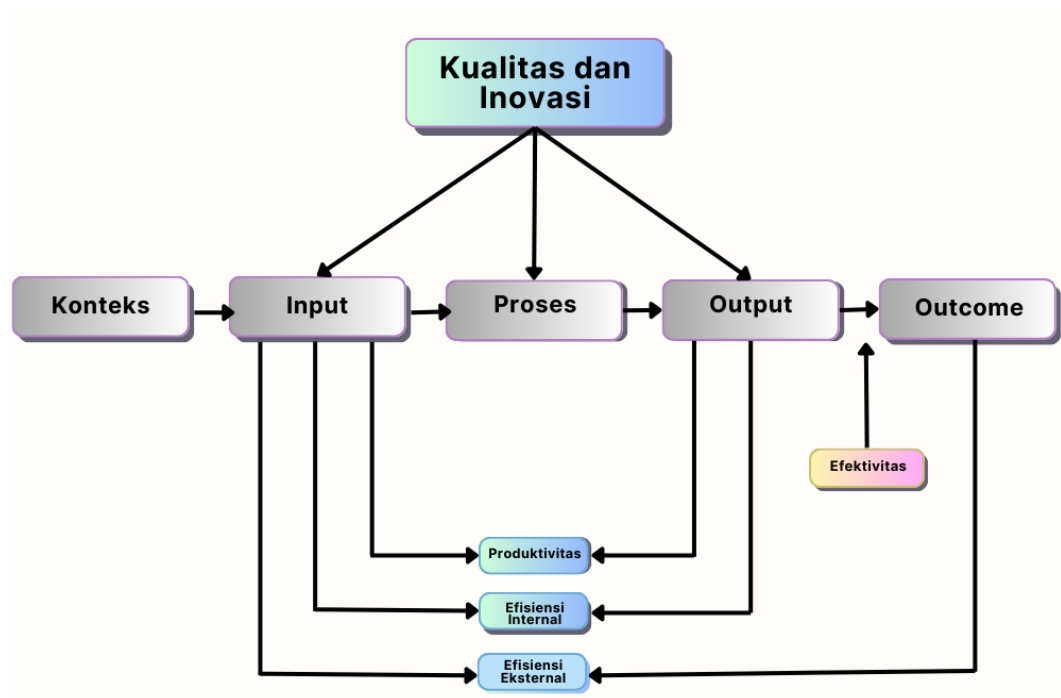 Kualitas dan
Inovasi
Konteks
Input
Proses
Output
Outcome
Efektivitas
Produktivitas
Efisiensi
Internal
Efisiensi
Eksternal